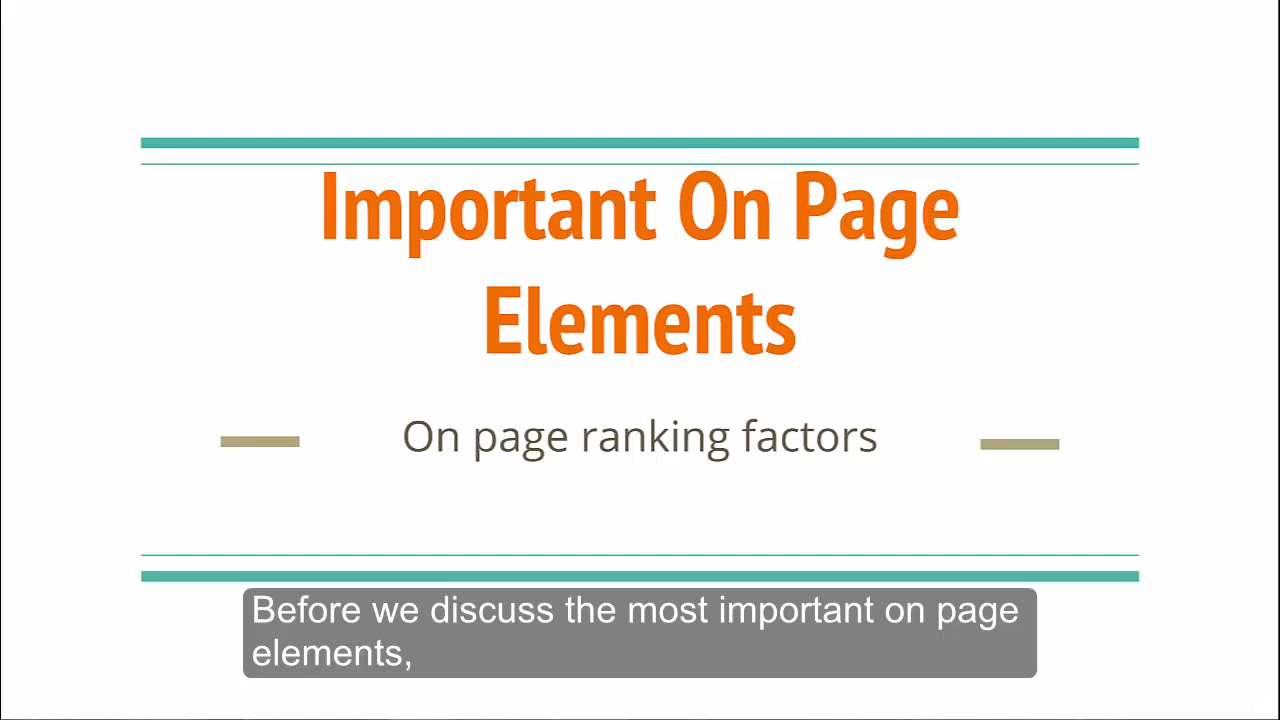 Important On Page
Elements
On page ranking factors
Before we discuss the most important on page
elements,